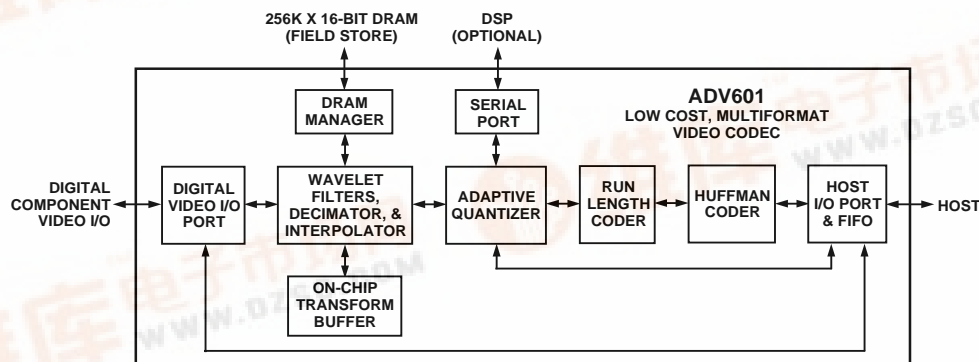 256K X 16-BIT DRAM
(FIELD STORE)
DSP
(OPTIONAL)
DRAM
MANAGER
SERIAL
PORT
ADV601
LOW COST, MULTIFORMAT
VIDEO CODEC
DIGITAL
COMPONENT
VIDEO I/O
DIGITAL
VIDEO I/O
PORT
WAVELET
FILTERS,
DECIMATOR, &
INTERPOLATOR
ADAPTIVE
QUANTIZER
RUN
LENGTH
CODER
HUFFMAN
CODER
HOST
I/O PORT
& FIFO
HOST
ON-CHIP
TRANSFORM
BUFFER